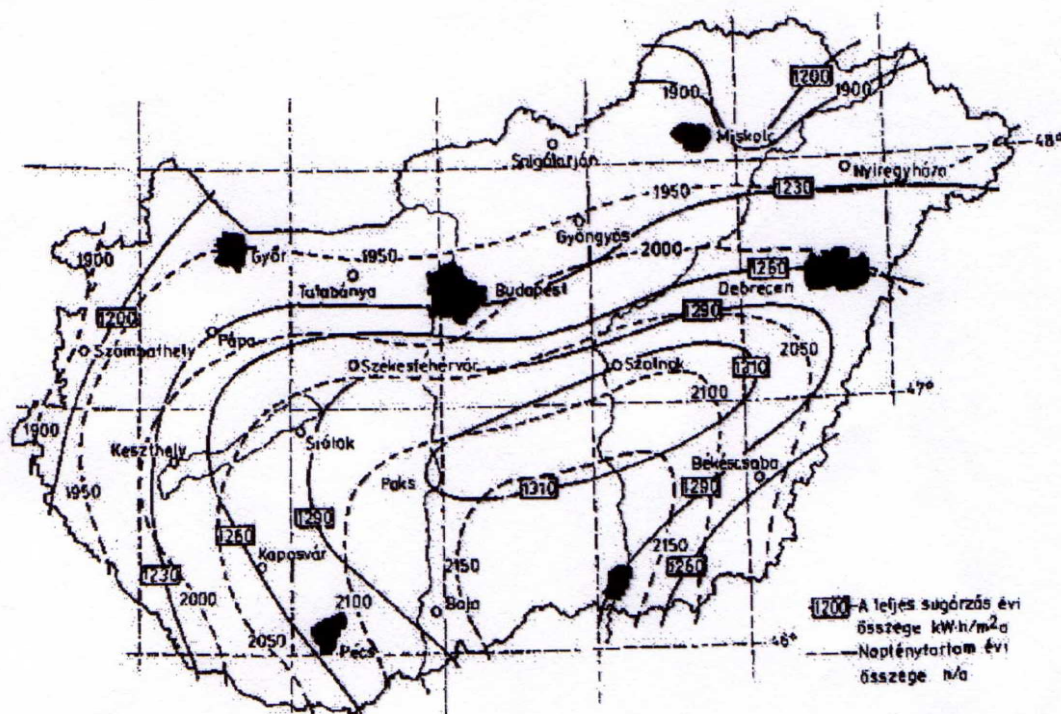 1900
1200
1900
Miskolc
48°
Salgótarján
Nyíregyháza
1950
1230
Gyöngyös
2000
1900
Győr
1950
1260
Tatabánya
Budapest
Debrecen
1290
1200
Pápa
2050
Szombathely
Székesfehérvár
Szolnok
1310
2100
47°
1900
Siófok
Keszthely
Békéscsaba
1950
Paks
1310
1290
1290
1260
2150
Kaposvár
2150
1260
1230
2000
2100
Baja
1200 A teljes sugárzás évi
összege kW·h/m²a
2050
Pécs
46°
Napfénytartam évi
összege h/a